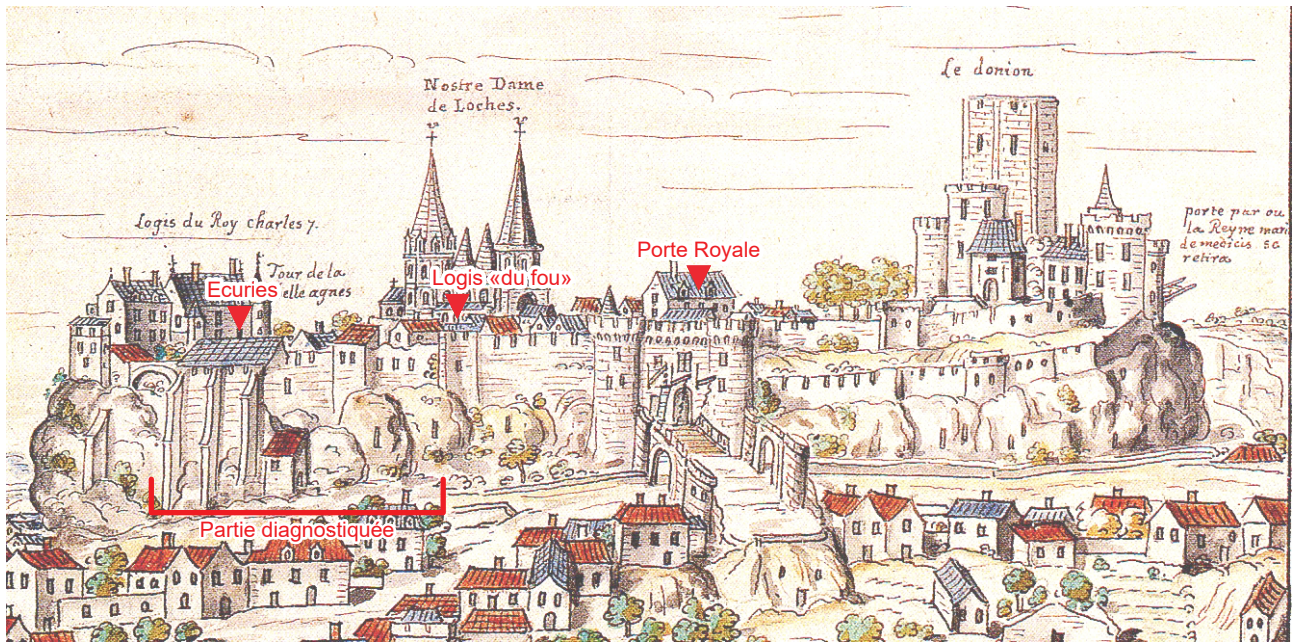 Le donion
Nostre Dame
de Loches.
Logis du Roy charles 7.
porte par ou
la Reyne mari
de medicis se
retira
Porte Royale
Tour de la
elle agnes
Logis «du fou»
Ecuries
Partie diagnostiquée